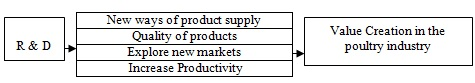 R & D
New ways of product supply
Quality of products
Explore new markets
Increase Productivity
Value Creation in the
poultry industry